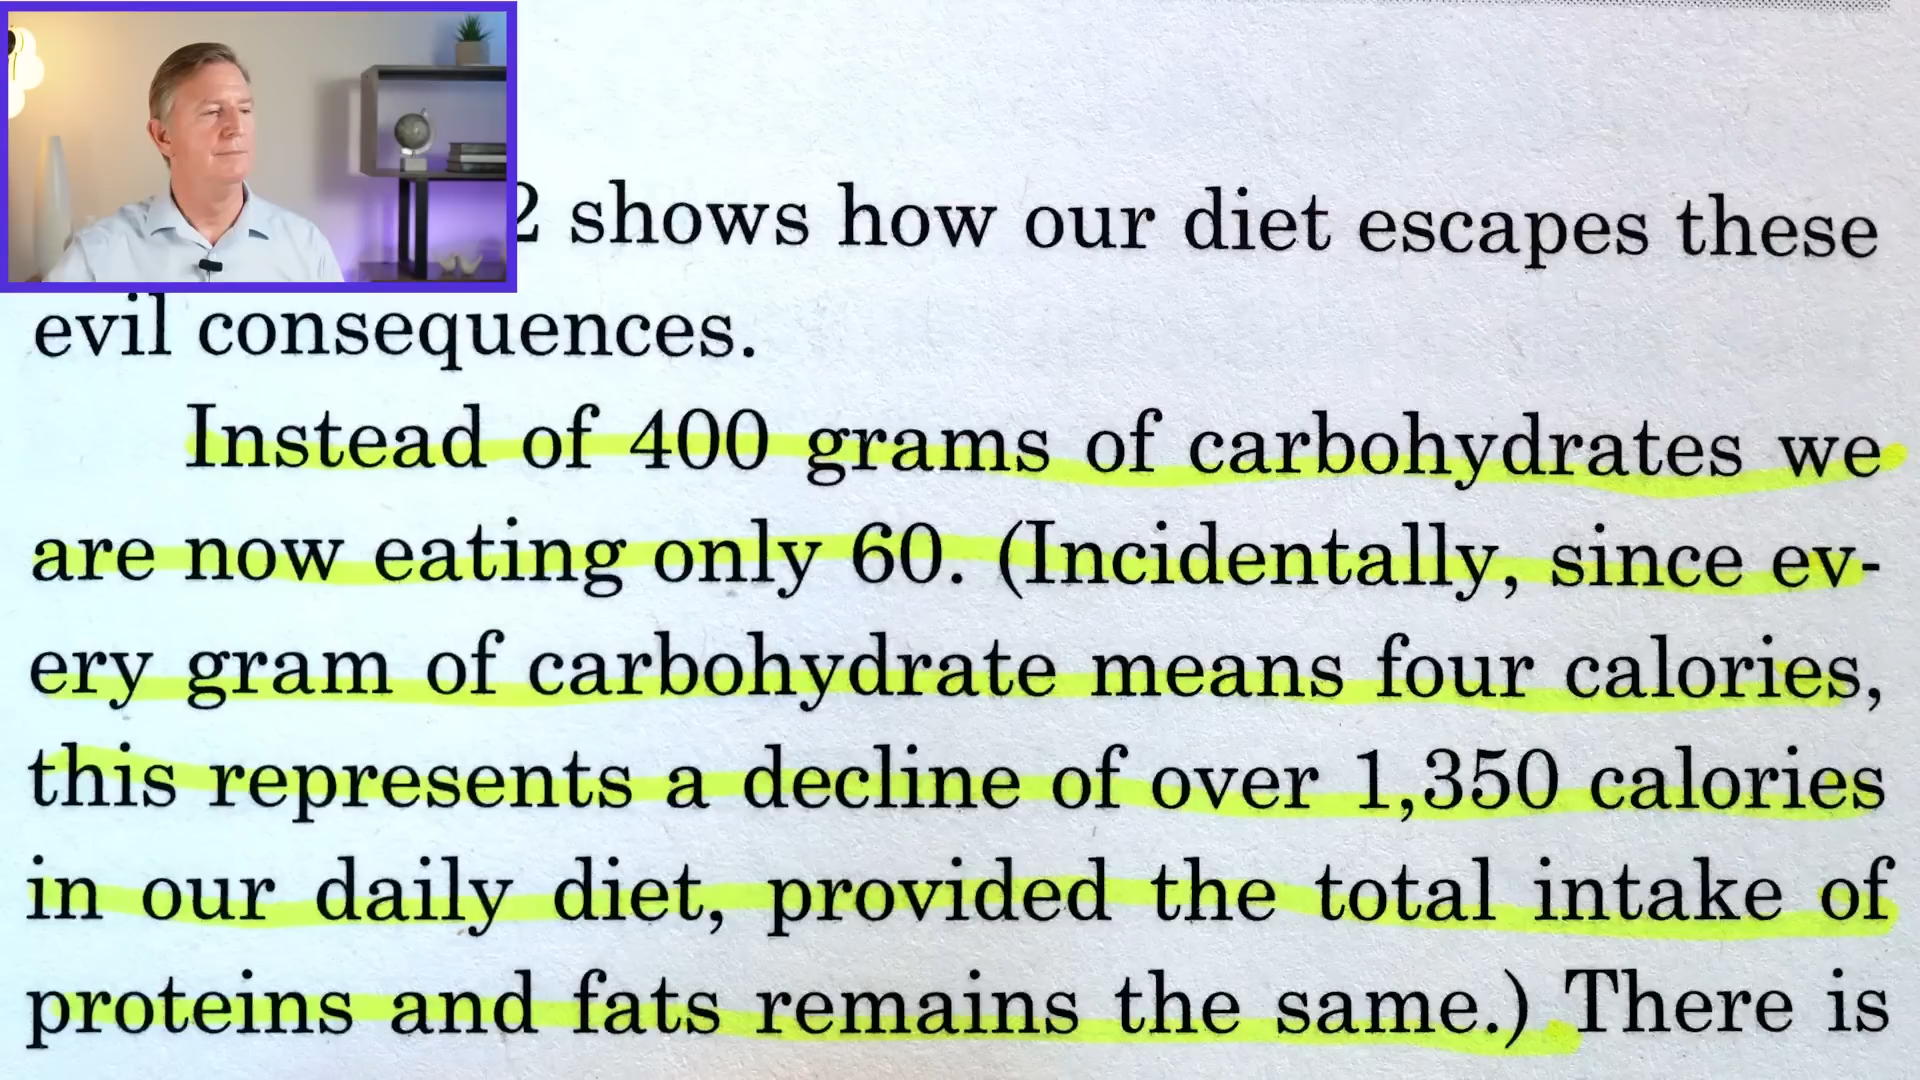 2 shows how our diet escapes these
evil consequences.
Instead of 400 grams of carbohydrates we
are now eating only 60. (Incidentally, since ev-
ery gram of carbohydrate means four calories,
this represents a decline of over 1,350 calories
in our daily diet, provided the total intake of
proteins and fats remains the same.) There is